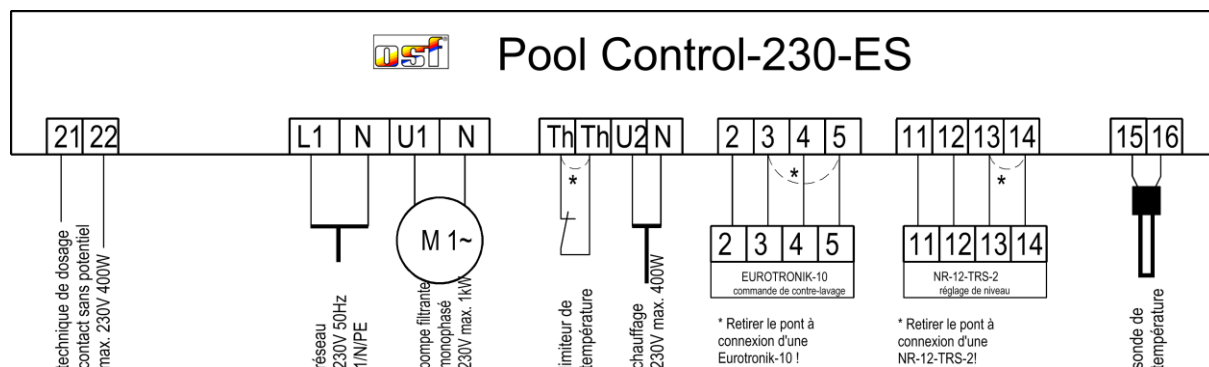 osf Pool Control-230-ES
21 22 L1 N U1 N Th Th U2 N 2 3 4 5 11 12 13 14 15 16
* * *
technique de dosage
contact sans potentiel
max. 230V 400W
réseau
230V 50Hz
1/N/PE
M 1~
pompe filtrante
monophasé
230V max. 1kW
limiteur de
température
chauffage
230V max. 400W
2 3 4 5
EUROTRONIK-10
commande de contre-lavage
* Retirer le pont à
connexion d'une
Eurotronik-10 !
11 12 13 14
NR-12-TRS-2
réglage de niveau
* Retirer le pont à
connexion d'une
NR-12-TRS-2!
sonde de
température